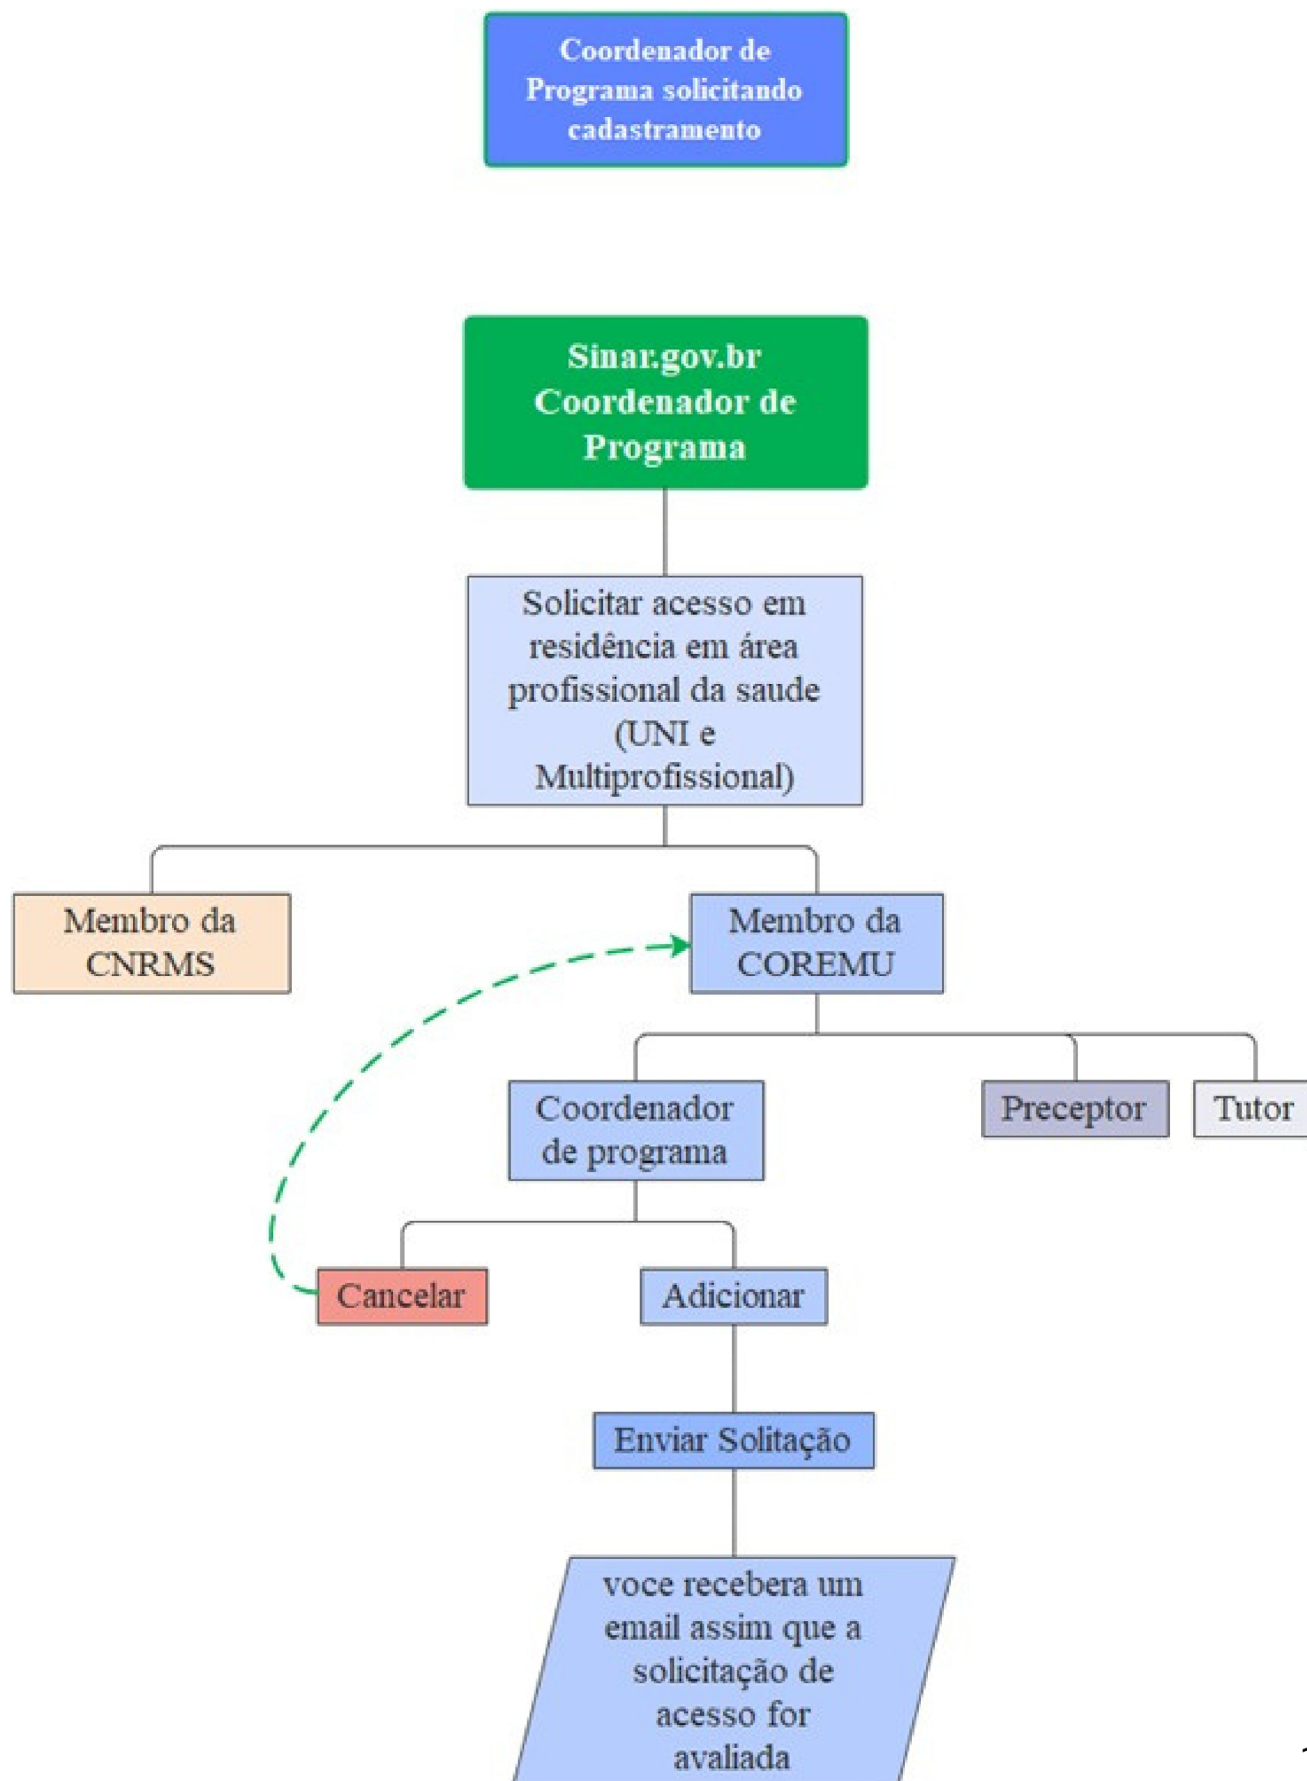 Coordenador de
Programa solicitando
cadastramento
Sinar.gov.br
Coordenador de
Programa
Solicitar acesso em
residência em área
profissional da saude
(UNI e
Multiprofissional)
Membro da
CNRMS
Membro da
COREMU
Coordenador
de programa
Preceptor
Tutor
Cancelar
Adicionar
Enviar Solitação
voce recebera um
email assim que a
solicitação de
acesso for
avaliada